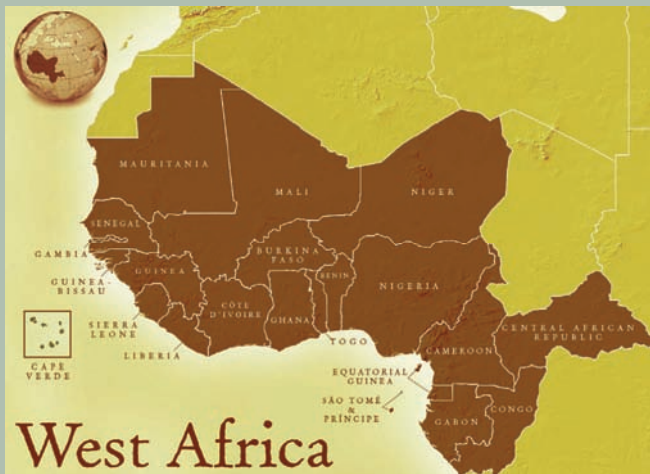 MAURITANIA
MALI
NIGER
SENEGAL
GAMBIA
BURKINA
FASO
GUINEA-
BISSAU
GUINEA
BENIN
NIGERIA
CÔTE
D'IVOIRE
GHANA
SIERRA
LEONE
CENTRAL AFRICAN
REPUBLIC
LIBERIA
TOGO
CAMEROON
CAPE
VERDE
EQUATORIAL
GUINEA
SÃO TOMÉ
&
PRÍNCIPE
GABON
CONGO
West Africa